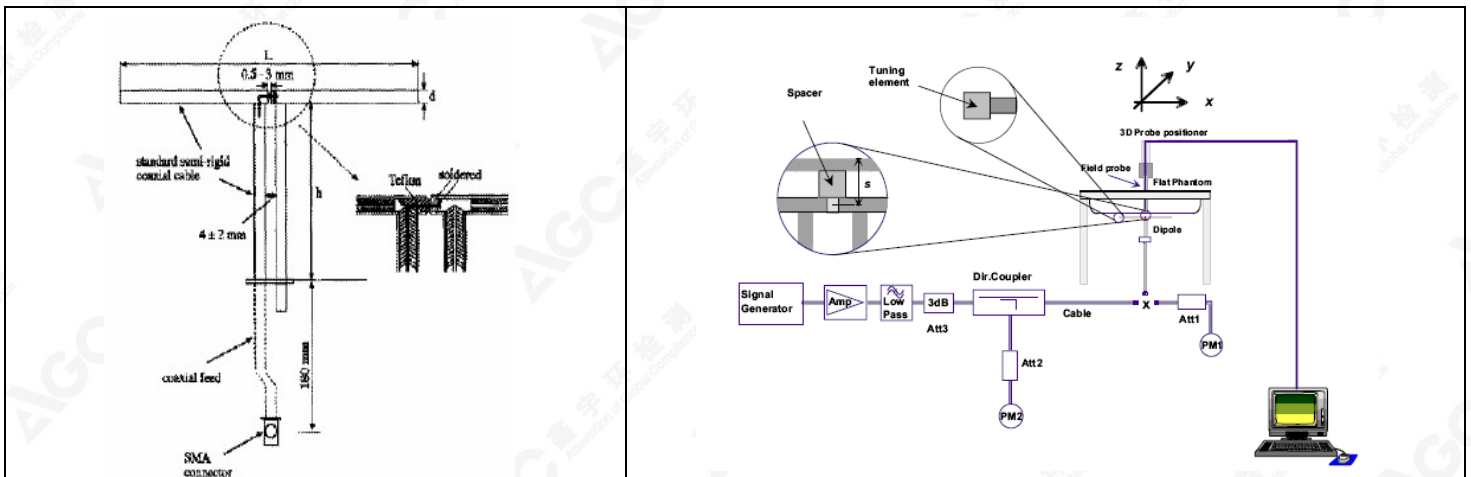 L
0.5 - 3 mm
d
standard semi-rigid
coaxial cable
h
Teflon
soldered
4 ± 2 mm
coaxial feed
180 mm
SMA
connector
Tuning
element
Spacer
s
z
y
x
3D Probe positioner
Field probe
Flat Phantom
Dipole
Signal
Generator
Amp
Low
Pass
3dB
Att3
Dir.Coupler
Cable
x
Att1
PM1
Att2
PM2
AGC